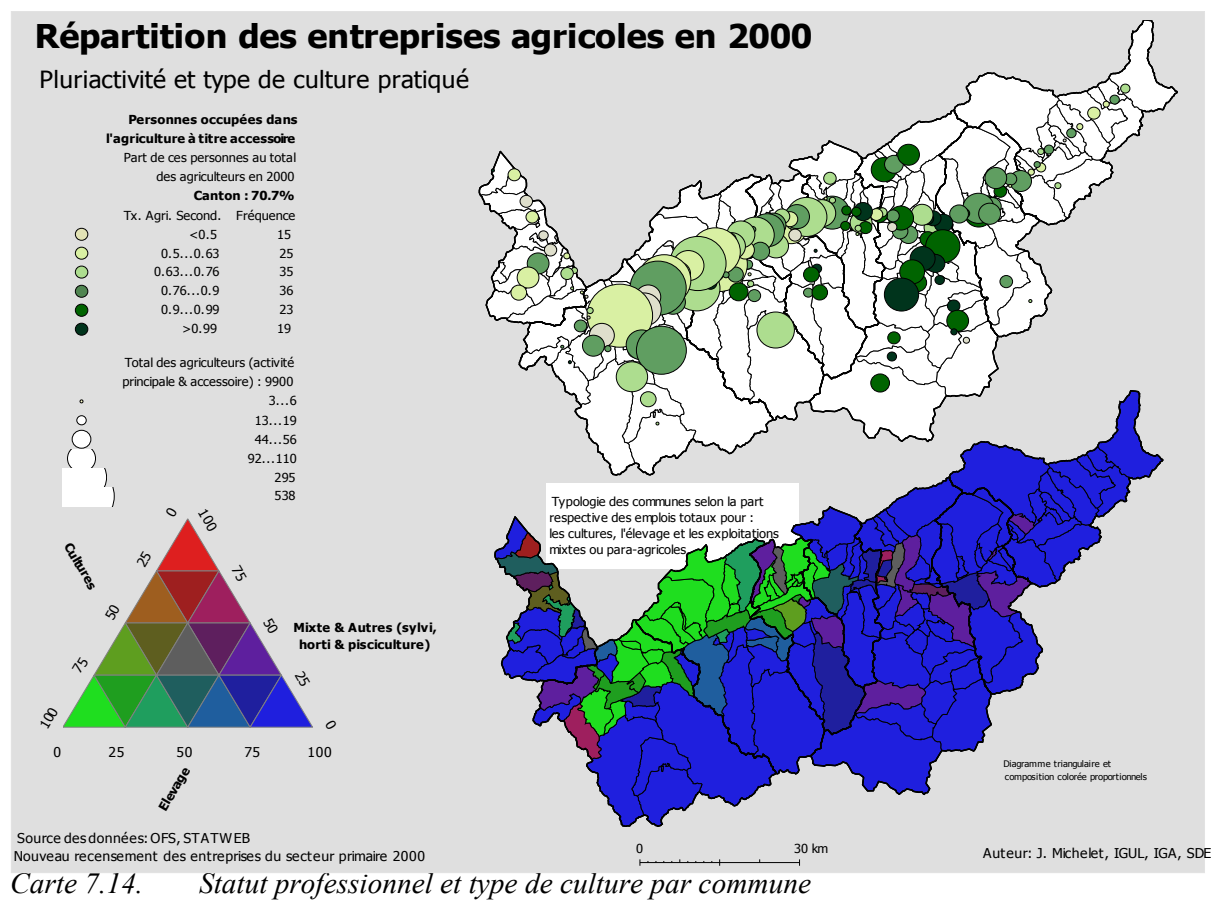 Répartition des entreprises agricoles en 2000
Pluriactivité et type de culture pratiqué
Personnes occupées dans
l'agriculture à titre accessoire
Part de ces personnes au total
des agriculteurs en 2000
Canton : 70.7%
Tx. Agri. Second. Fréquence
<0.5 15
0.5...0.63 25
0.63...0.76 35
0.76...0.9 36
0.9...0.99 23
>0.99 19
Total des agriculteurs (activité
principale & accessoire) : 9900
3...6
13...19
44...56
92...110
295
538
Typologie des communes selon la part
respective des emplois totaux pour :
les cultures, l'élevage et les exploitations
mixtes ou para-agricoles
0 100
25 75
50 50
75 25
100 0
Cultures
Mixte & Autres (sylvi,
horti & pisciculture)
0 25 50 75 100
Elevage
Diagramme triangulaire et
composition colorée proportionnels
Source des données: OFS, STATWEB
Nouveau recensement des entreprises du secteur primaire 2000
0 30 km
Auteur: J. Michelet, IGUL, IGA, SDE
Carte 7.14. Statut professionnel et type de culture par commune